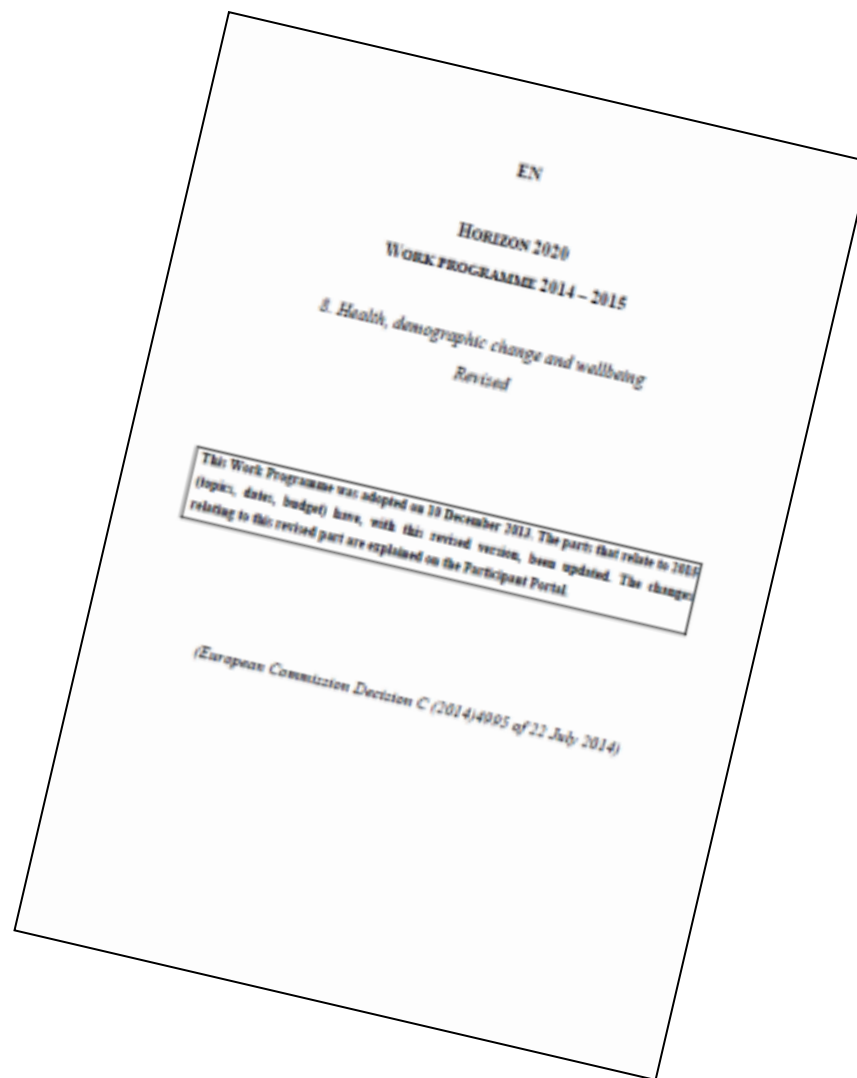 EN
HORIZON 2020
WORK PROGRAMME 2014 – 2015
8. Health, demographic change and wellbeing
Revised
This Work Programme was adopted on 10 December 2013. The parts that relate to 2015
(topics, dates, budget) have, with this revised version, been updated. The changes
relating to this revised part are explained on the Participant Portal.
(European Commission Decision C (2014)4995 of 22 July 2014)